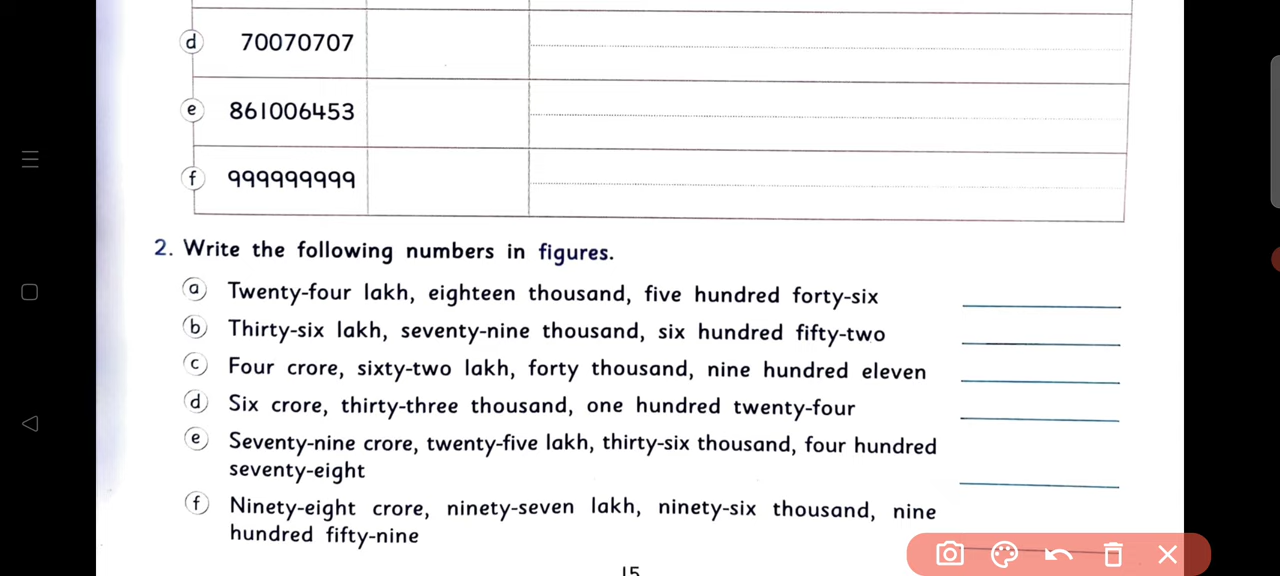 d 70070707
e 861006453
f 999999999
2. Write the following numbers in figures.
a Twenty-four lakh, eighteen thousand, five hundred forty-six
b Thirty-six lakh, seventy-nine thousand, six hundred fifty-two
c Four crore, sixty-two lakh, forty thousand, nine hundred eleven
d Six crore, thirty-three thousand, one hundred twenty-four
e Seventy-nine crore, twenty-five lakh, thirty-six thousand, four hundred
seventy-eight
f Ninety-eight crore, ninety-seven lakh, ninety-six thousand, nine
hundred fifty-nine
15